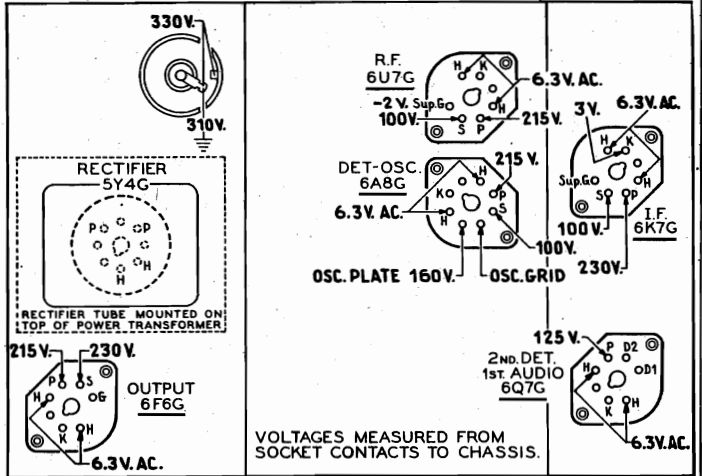 330V.
310V.
RECTIFIER
5Y4G
P P
H H
RECTIFIER TUBE MOUNTED ON
TOP OF POWER TRANSFORMER
215V. 230V.
P S
H G
K H
OUTPUT
6F6G
6.3V. AC.
R.F.
6U7G
H K
6.3V. AC.
-2 V. Sup.G H
100V. S P 215V.
DET-OSC.
6A8G
215 V.
H
K P
6.3V. AC. H S
100V.
OSC. PLATE 160V. OSC. GRID
3V. 6.3V. AC.
H K
Sup.G H
S P
100V.
I.F.
6K7G
230V.
125 V.
2ND. DET.
1ST. AUDIO
6Q7G
P D2
H D1
K H
6.3V. AC.
VOLTAGES MEASURED FROM
SOCKET CONTACTS TO CHASSIS.